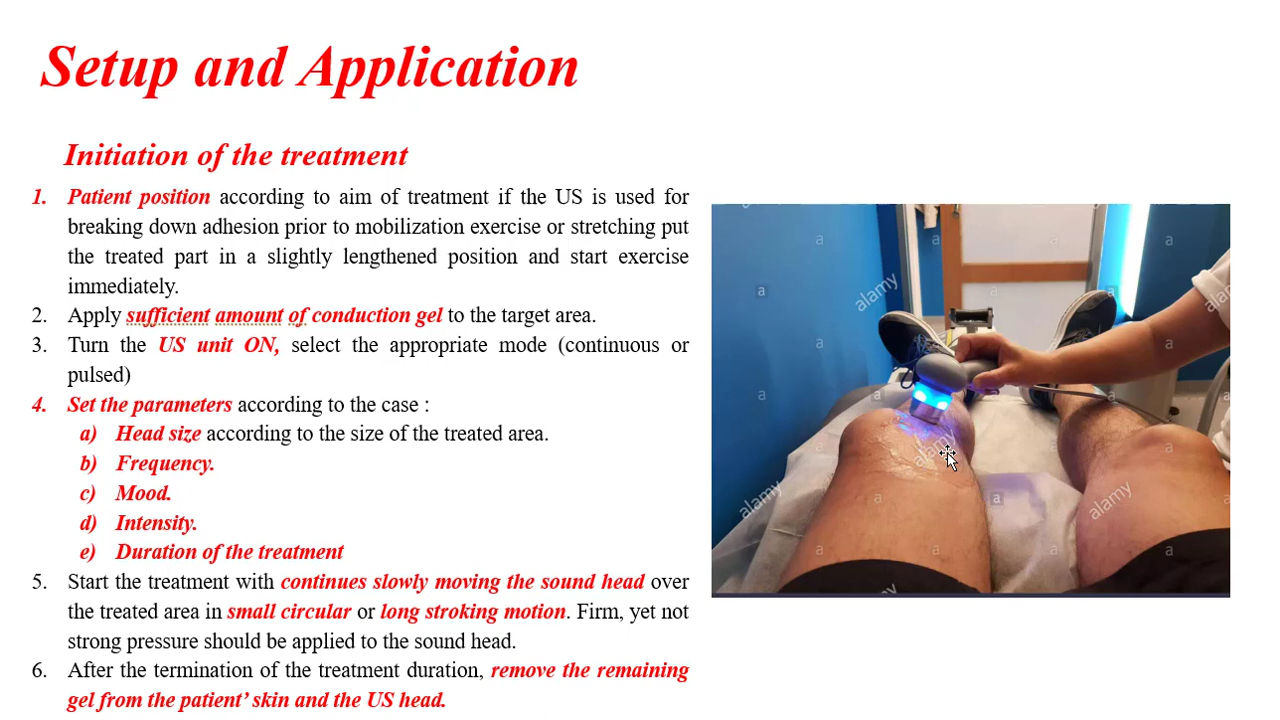 Setup and Application
Initiation of the treatment
1. Patient position according to aim of treatment if the US is used for
breaking down adhesion prior to mobilization exercise or stretching put
the treated part in a slightly lengthened position and start exercise
immediately.
2. Apply sufficient amount of conduction gel to the target area.
3. Turn the US unit ON, select the appropriate mode (continuous or
pulsed)
4. Set the parameters according to the case :
a) Head size according to the size of the treated area.
b) Frequency.
c) Mood.
d) Intensity.
e) Duration of the treatment
5. Start the treatment with continues slowly moving the sound head over
the treated area in small circular or long stroking motion. Firm, yet not
strong pressure should be applied to the sound head.
6. After the termination of the treatment duration, remove the remaining
gel from the patient’ skin and the US head.
a a a
a alamy
a a
a a
alamy
alamy a a a alamy
a a a a